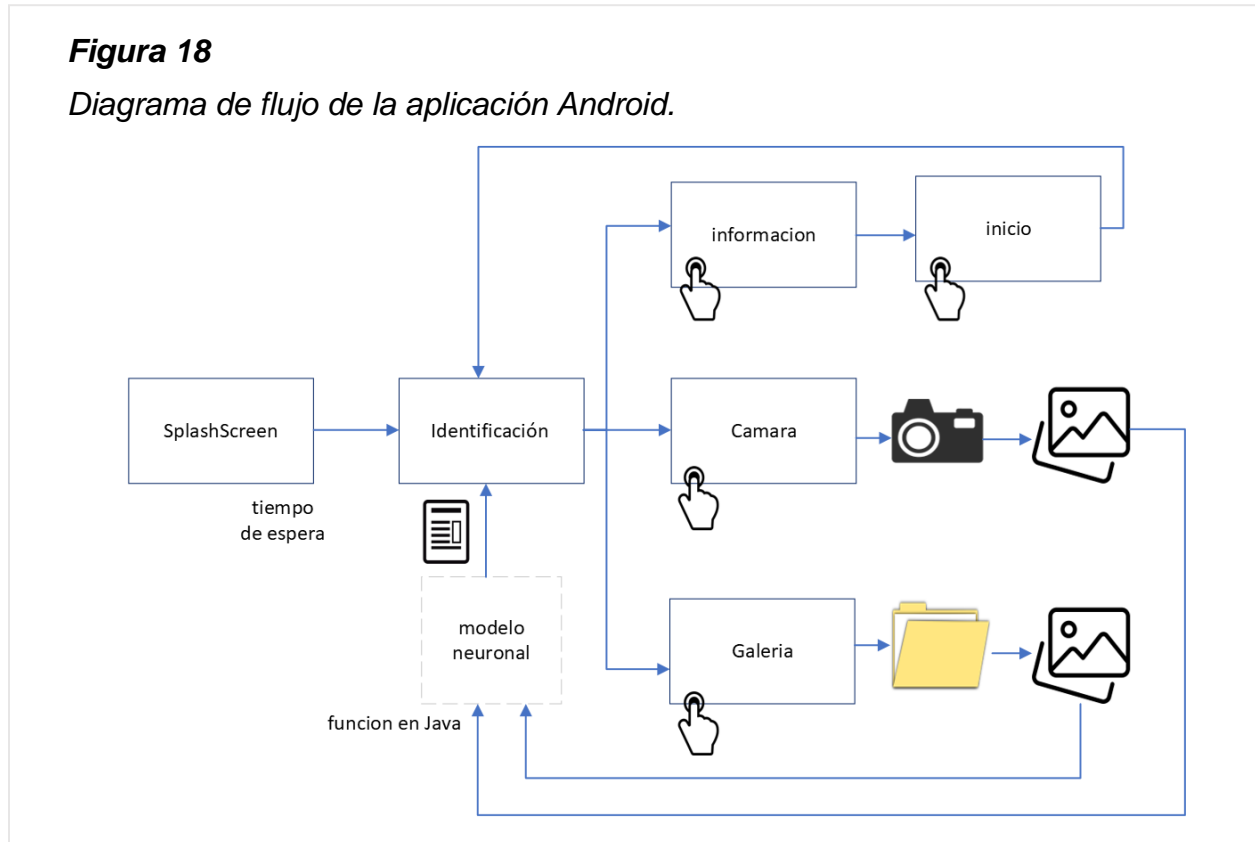 Figura 18
Diagrama de flujo de la aplicación Android.
informacion
inicio
SplashScreen
Identificación
Camara
tiempo
de espera
modelo
neuronal
Galeria
funcion en Java